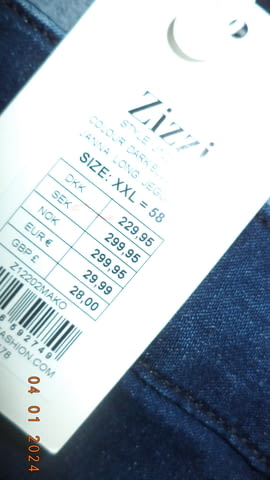 Zizzi
STYLE
COLOUR DARK
JANNA LONG
SIZE: XXL = 58
DKK 229,95
SEK 299,95
NOK 299,95
EUR € 29,99
GBP £ 28,00
Z12202MAKO
FASHION.COM
04 01 2024